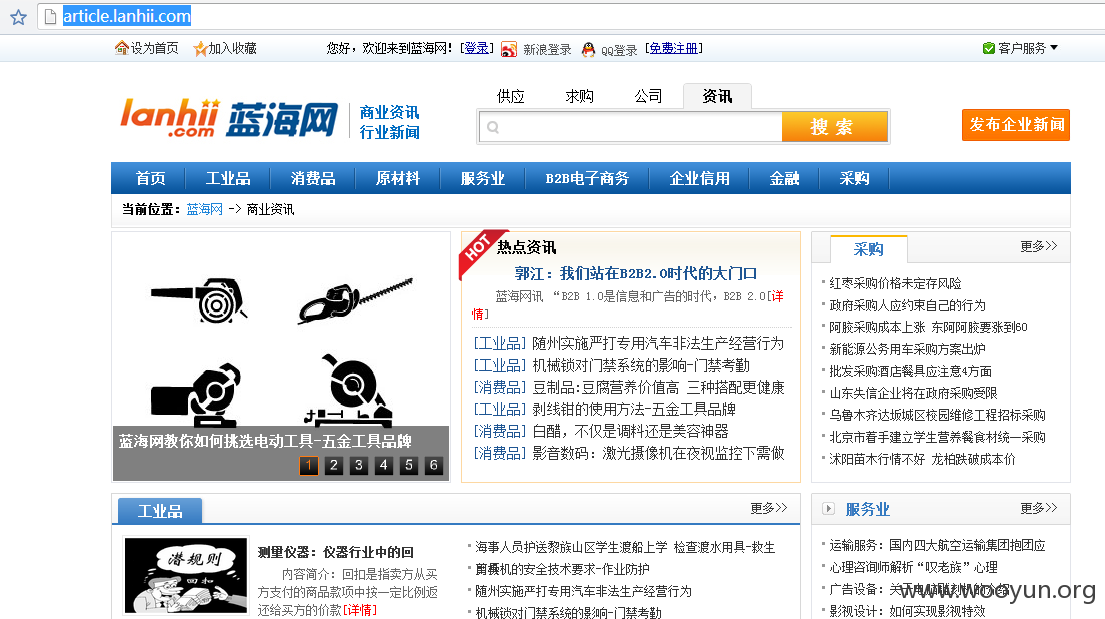 article.lanhii.com
设为首页 加入收藏 您好，欢迎来到蓝海网！[登录] 新浪微登录 QQ登录 [免费注册] 客户服务
供应 求购 公司 资讯
lanhii.com 蓝海网 商业资讯 行业新闻
搜 索
发布企业新闻
首页 工业品 消费品 原材料 服务业 B2B电子商务 企业信用 金融 采购
当前位置： 蓝海网 -> 商业资讯
蓝海网教你如何挑选电动工具-五金工具品牌
1 2 3 4 5 6
HOT 热点资讯
郭江：我们站在B2B2.0时代的大门口
蓝海网讯 “B2B 1.0是信息和广告的时代，B2B 2.0[详
情]
[工业品] 随州实施严打专用汽车非法生产经营行为
[工业品] 机械锁对门禁系统的影响-门禁考勤
[消费品] 豆制品:豆腐营养价值高 三种搭配更健康
[工业品] 剥线钳的使用方法-五金工具品牌
[消费品] 白醋，不仅是调料还是美容神器
[消费品] 影音数码：激光摄像机在夜视监控下需做
采购 更多>>
红枣采购价格未定存风险
政府采购人应约束自己的行为
阿胶采购成本上涨 东阿阿胶要涨到60
新能源公务用车采购方案出炉
批发采购酒店餐具应注意4方面
山东失信企业将在政府采购受限
乌鲁木齐达坂城区校园维修工程招标采购
北京市着手建立学生营养餐食材统一采购
沭阳苗木行情不好 龙柏跌破成本价
工业品 更多>>
潜规则
回扣
测里仪器：仪器行业中的回
内容简介：回扣是指卖方从买
方支付的商品款项中按一定比例返
还给买方的价款[详情]
海事人员护送黎族山区学生渡船上学 检查渡水用具-救生
剪板机的安全技术要求-作业防护
随州实施严打专用汽车非法生产经营行为
机械锁对门禁系统的影响-门禁考勤
服务业 更多>>
运输服务：国内四大航空运输集团抱团应
心理咨询师解析“叹老族”心理
广告设备：关于电脑雕刻机的介绍
影视设计：如何实现影视特效
www.wooyun.org